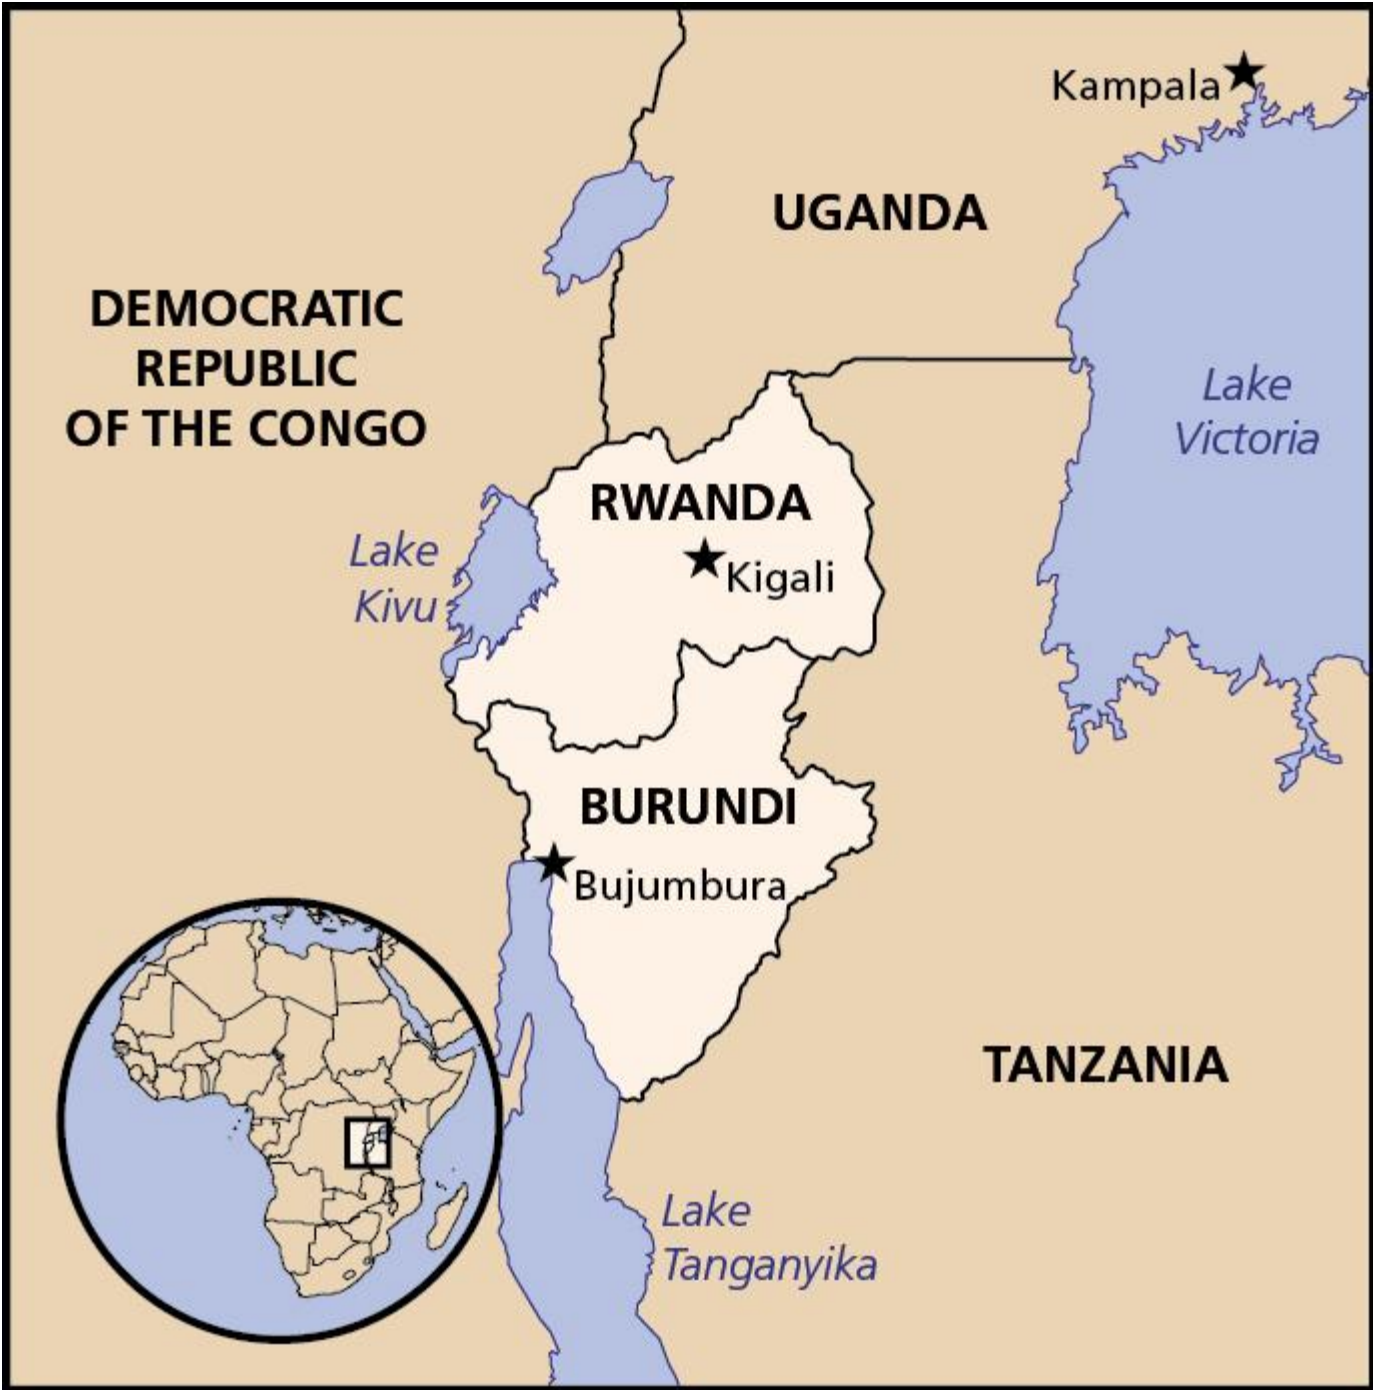 Kampala
UGANDA
DEMOCRATIC
REPUBLIC
OF THE CONGO
Lake
Victoria
RWANDA
Kigali
Lake
Kivu
BURUNDI
Bujumbura
TANZANIA
Lake
Tanganyika